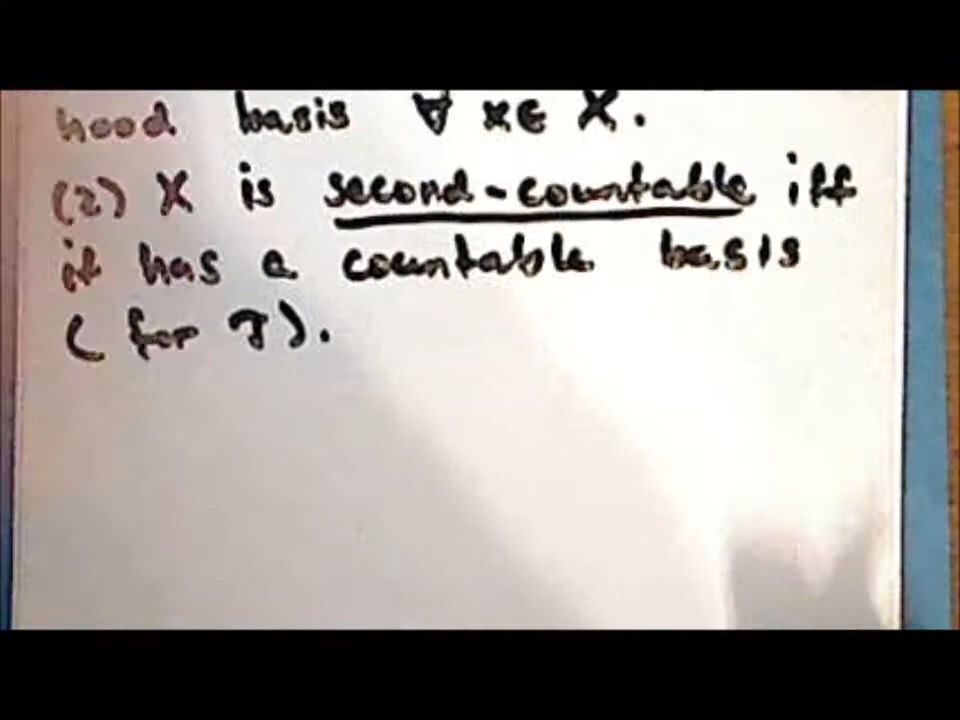 hood basis ∀ x∈ X.
(2) X is second-countable iff
it has a countable basis
( for T).